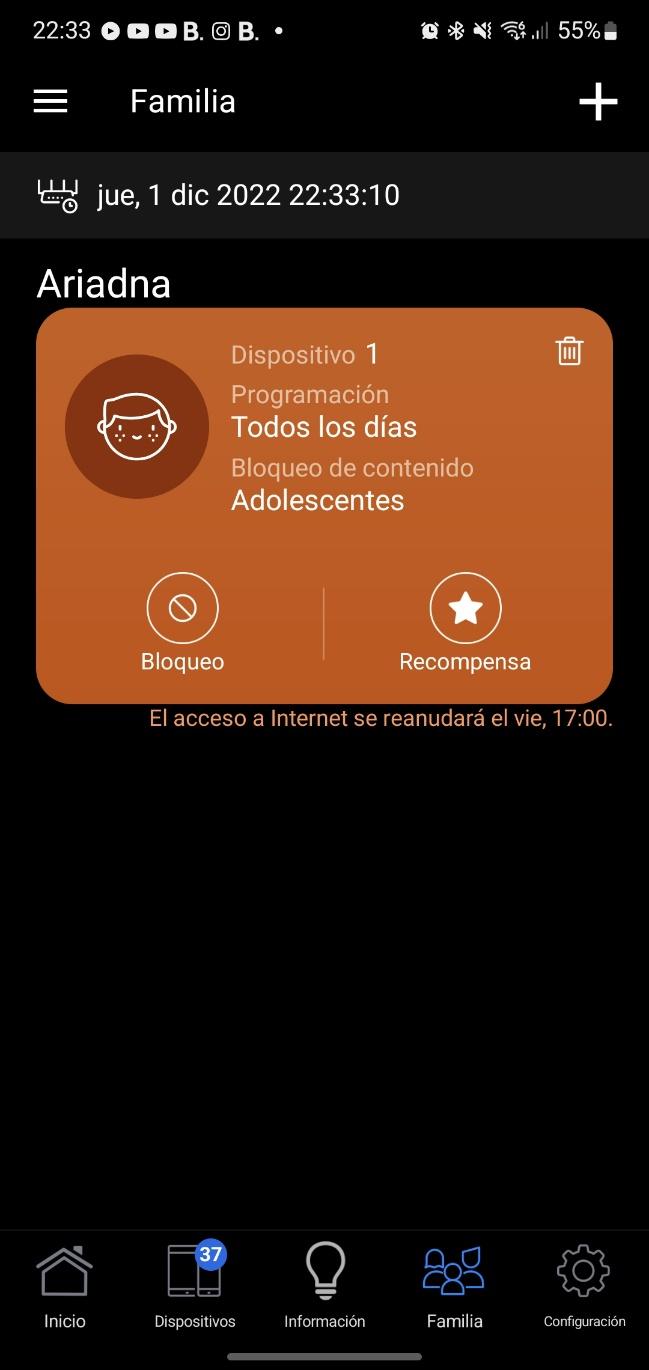 22:33 B. B. 55%
Familia
jue, 1 dic 2022 22:33:10
Ariadna
Dispositivo 1
Programación
Todos los días
Bloqueo de contenido
Adolescentes
Bloqueo Recompensa
El acceso a Internet se reanudará el vie, 17:00.
37
Inicio Dispositivos Información Familia Configuración